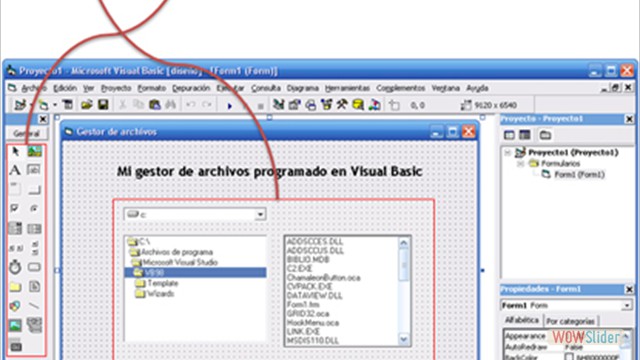 Proyecto1 - Microsoft Visual Basic [diseño] - [Form1 (Form)]
Archivo Edición Ver Proyecto Formato Depuración Ejecutar Consulta Diagrama Herramientas Complementos Ventana Ayuda
0, 0
9120 x 6540
General
Gestor de archivos
Mi gestor de archivos programado en Visual Basic
c:
C:\
Archivos de programa
Microsoft Visual Studio
VB98
Template
Wizards
ADDSCCES.DLL
ADDSCCUS.DLL
BIBLIO.MDB
C2.EXE
ChamaleonButton.oca
CVPACK.EXE
DATAVIEW.DLL
Form1.frm
GRID32.oca
HookMenu.oca
LINK.EXE
MSDIS110.DLL
Proyecto - Proyecto1
Proyecto1 (Proyecto1)
Formularios
Form1 (Form1)
Propiedades - Form1
Form1 Form
Alfabética Por categorías
Appearance
AutoRedraw False
BackColor
WOWSlider